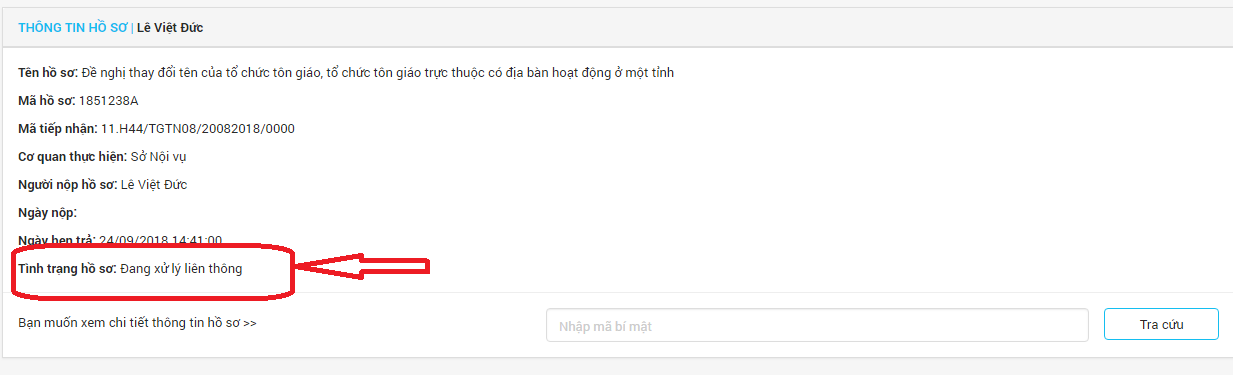 THÔNG TIN HỒ SƠ | Lê Việt Đức
Tên hồ sơ: Đề nghị thay đổi tên của tổ chức tôn giáo, tổ chức tôn giáo trực thuộc có địa bàn hoạt động ở một tỉnh
Mã hồ sơ: 1851238A
Mã tiếp nhận: 11.H44/TGTN08/20082018/0000
Cơ quan thực hiện: Sở Nội vụ
Người nộp hồ sơ: Lê Việt Đức
Ngày nộp:
Ngày hẹn trả: 24/09/2018 14:41:00
Tình trạng hồ sơ: Đang xử lý liên thông
Bạn muốn xem chi tiết thông tin hồ sơ >>
Nhập mã bí mật
Tra cứu